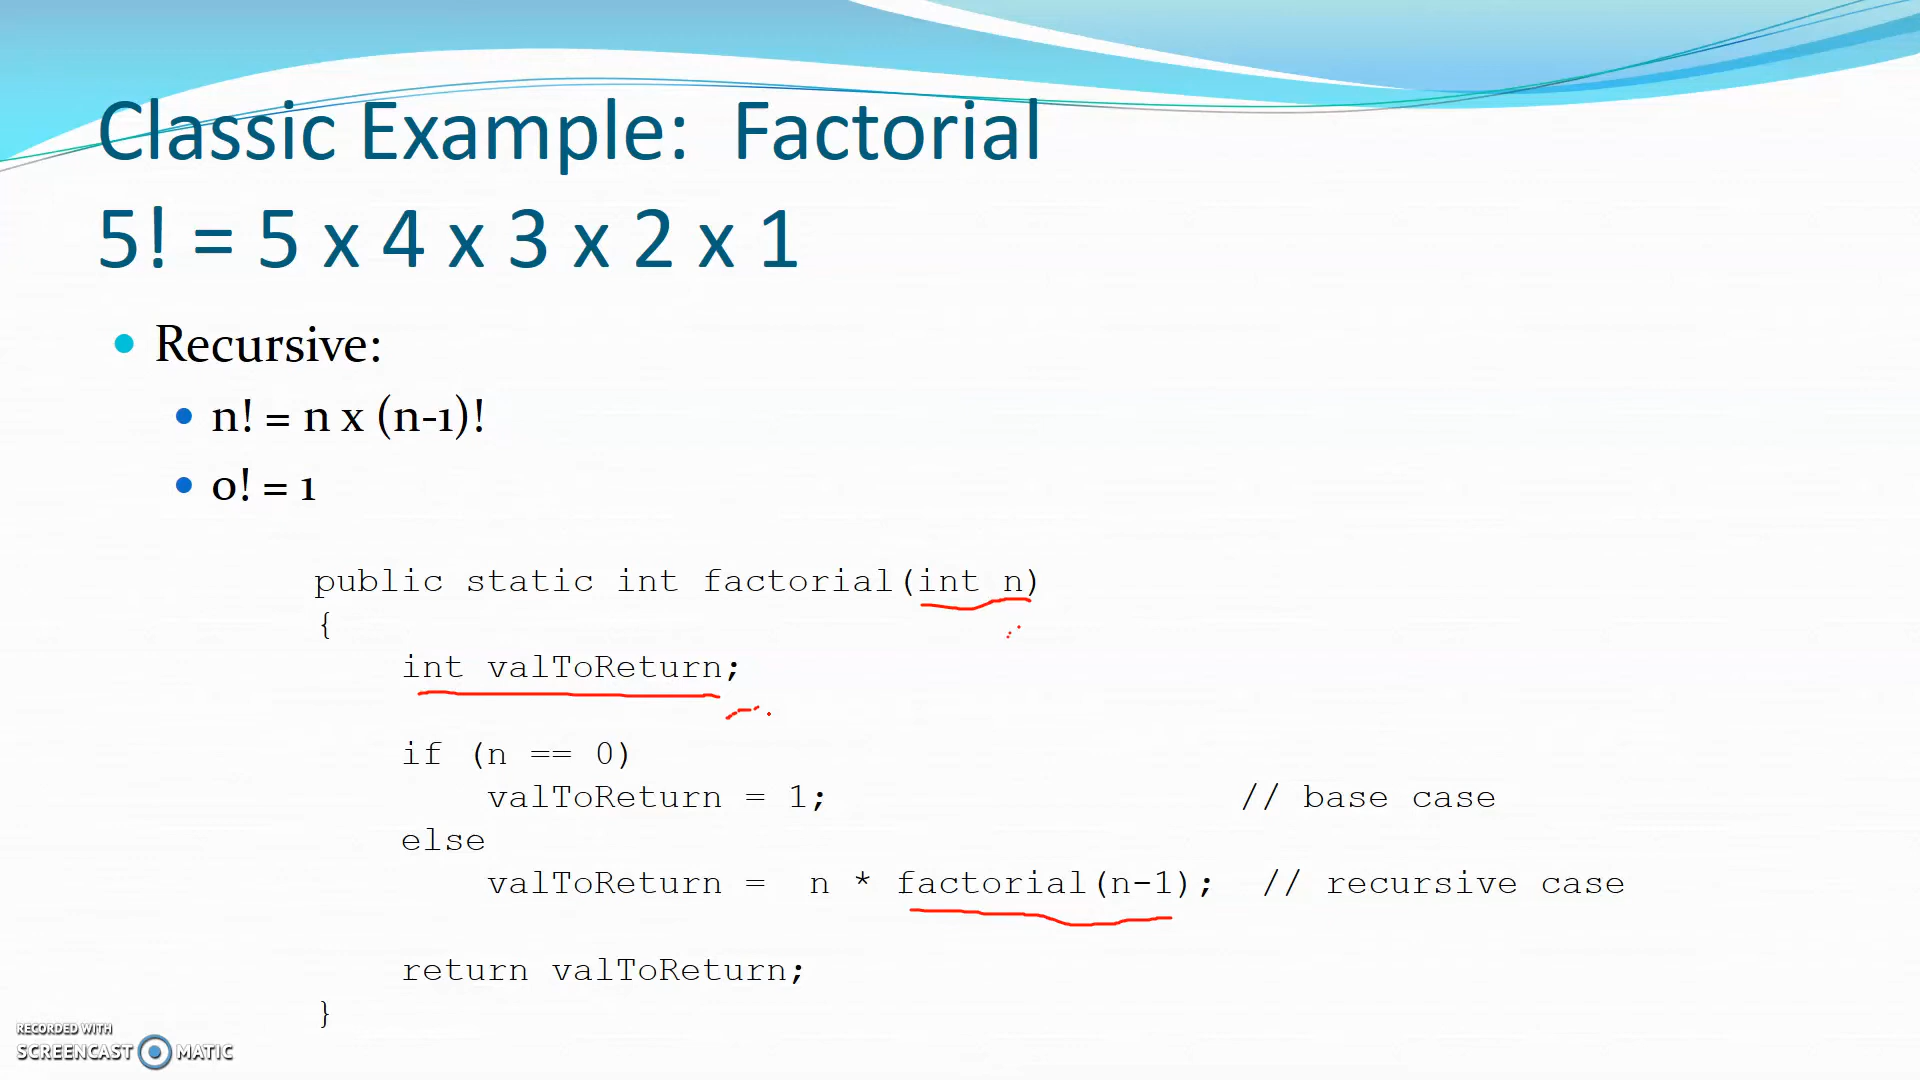 Classic Example:  Factorial
5! = 5 x 4 x 3 x 2 x 1
• Recursive:
• n! = n x (n-1)!
• 0! = 1
public static int factorial(int n)
{
    int valToReturn;
    if (n == 0)
        valToReturn = 1;                    // base case
    else
        valToReturn =  n * factorial(n-1);  // recursive case
    return valToReturn;
}
RECORDED WITH
SCREENCAST MATIC